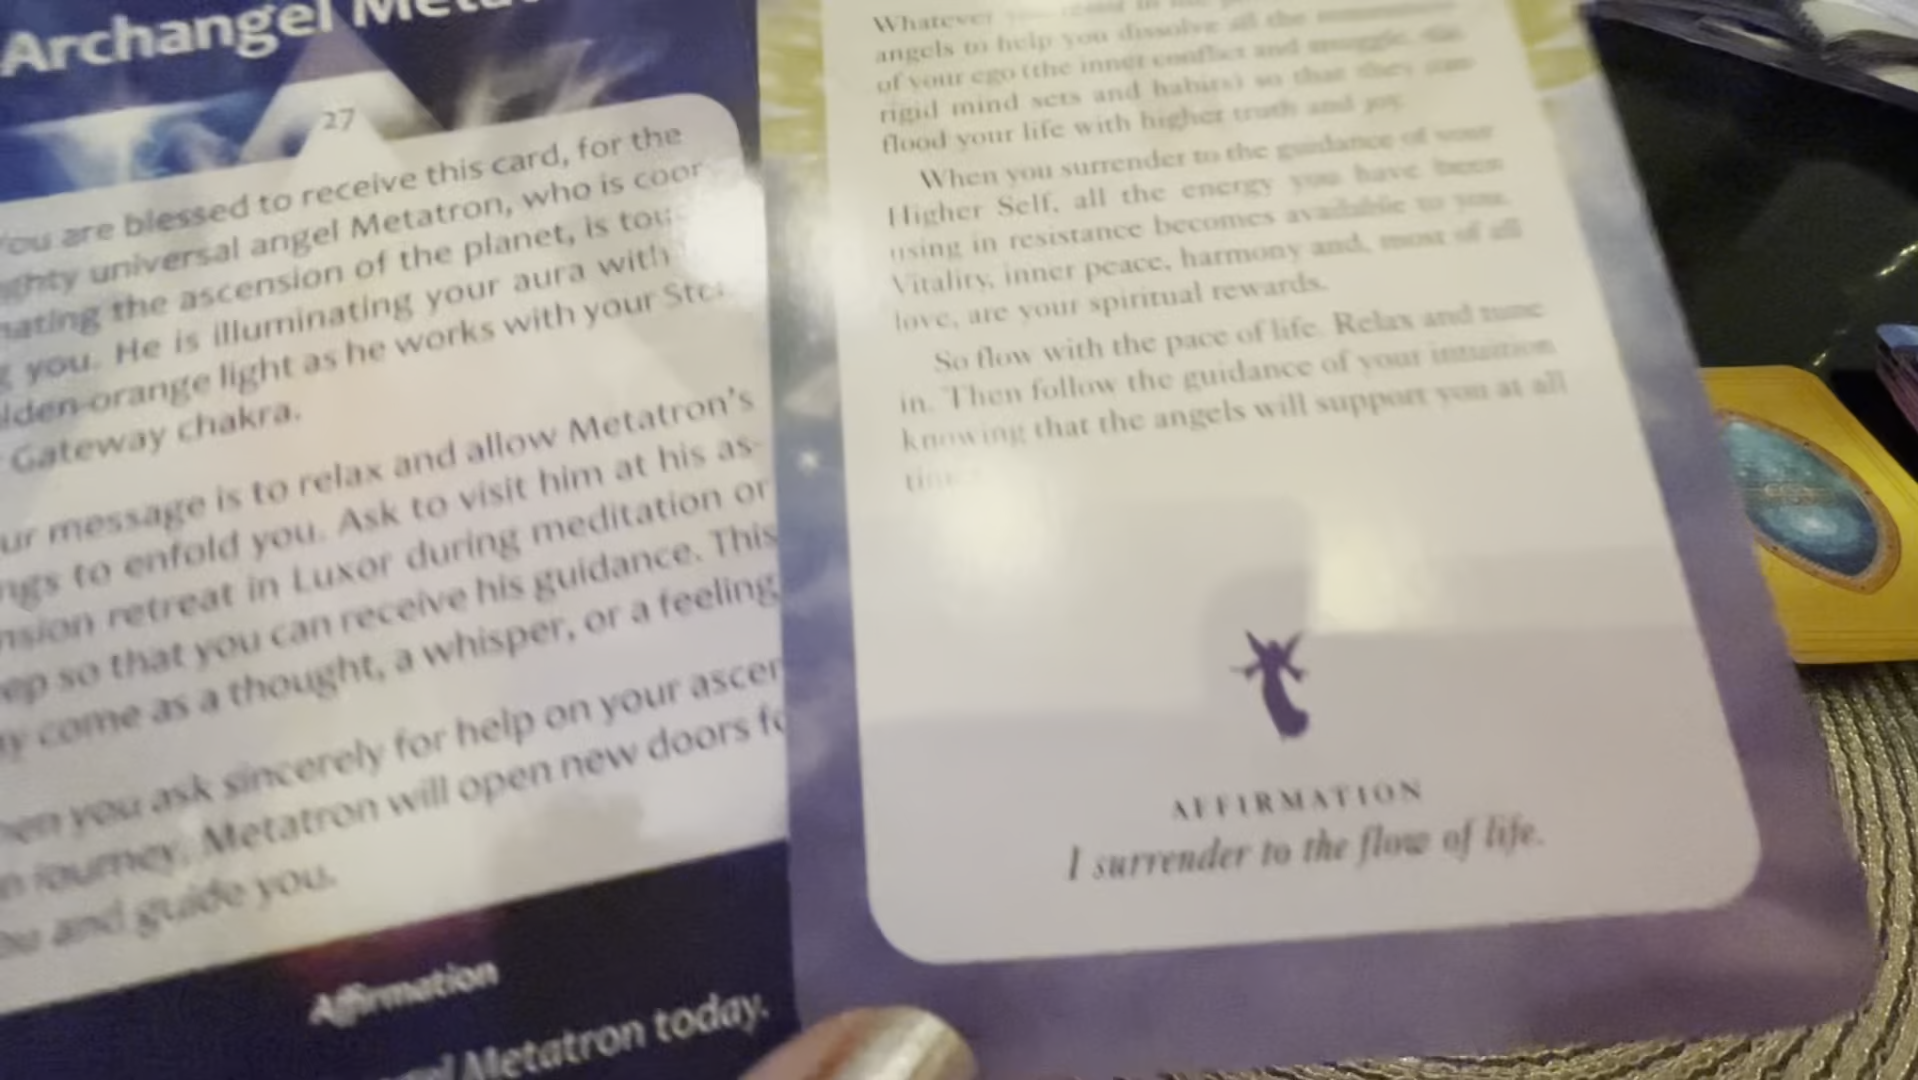 Archangel
27
you are blessed to receive this card, for the
universal angel Metatron, who is
the ascension of the planet, is
you. He is illuminating your aura with
light as he works with your
Gateway chakra.
message is to relax and allow Metatron's
to enfold you. Ask to visit him at his as-
retreat in Luxor during meditation or
so that you can receive his guidance. This
come as a thought, a whisper, or a feeling
you ask sincerely for help on your
journey, Metatron will open new doors
and guide you.
Affirmation
Metatron today.
Whatever
angels to help you dissolve all the
of your ego (the inner conflict and struggle, the
rigid mind sets and habits) so that they can
flood your life with higher truth and joy.
When you surrender to the guidance of your
Higher Self, all the energy you have been
using in resistance becomes available to you.
Vitality, inner peace, harmony and, most of all
love, are your spiritual rewards.
So flow with the pace of life. Relax and tune
in. Then follow the guidance of your intuition
knowing that the angels will support you at all
AFFIRMATION
I surrender to the flow of life.